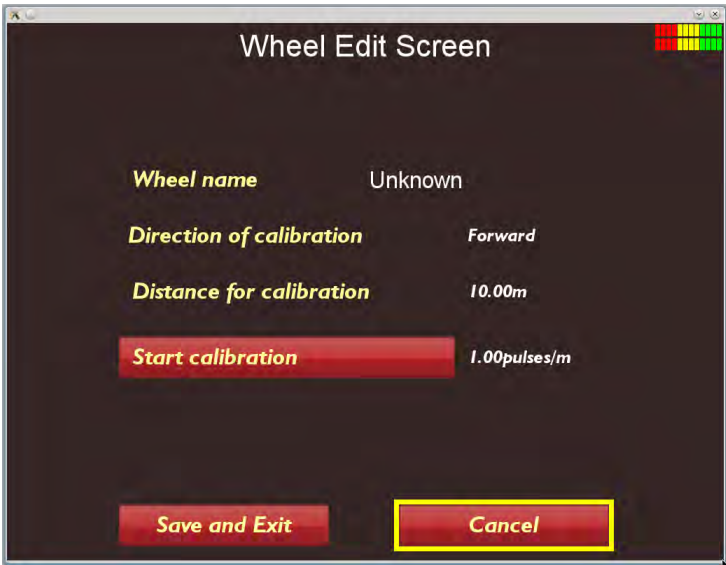 Wheel Edit Screen
Wheel name Unknown
Direction of calibration Forward
Distance for calibration 10.00m
Start calibration 1.00pulses/m
Save and Exit Cancel